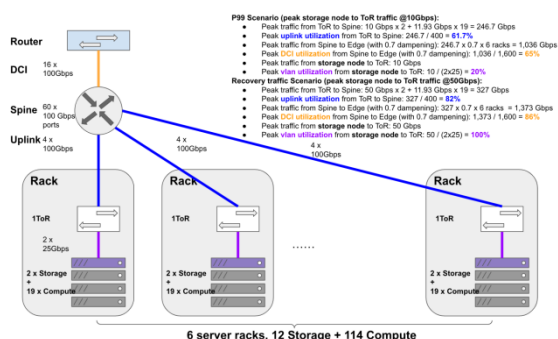 P99 Scenario (peak storage node to ToR traffic @10Gbps)
Peak traffic from ToR to Spine: 10 Gbps x 2 + 11.93 Gbps x 19 = 246.7 Gbps
Peak uplink utilization from ToR to Spine: 246.7 / 400 = 61.7%
Peak traffic from Spine to Edge (with 0.7 dampening): 246.7 x 0.7 x 6 racks = 1,036 Gbps
Peak DCI utilization from Spine to Edge (with 0.7 dampening): 1,036 / 1,600 = 65%
Peak traffic from storage node to ToR: 10 Gbps
Peak vlan utilization from storage node to ToR: 10 / (2x25) = 20%
Recovery traffic Scenario (peak storage node to ToR traffic @50Gbps)
Peak traffic from ToR to Spine: 50 Gbps x 2 + 11.93 Gbps x 19 = 327 Gbps
Peak uplink utilization from ToR to Spine: 327 / 400 = 82%
Peak traffic from Spine to Edge (with 0.7 dampening): 327 x 0.7 x 6 racks = 1,373 Gbps
Peak DCI utilization from Spine to Edge (with 0.7 dampening): 1,373 / 1,600 = 86%
Peak traffic from storage node to ToR: 50 Gbps
Peak vlan utilization from storage node to ToR: 50 / (2x25) = 100%
Router
DCI
16 x
100Gbps
Spine
60 x
100 Gbps
ports
Uplink
4 x
100Gbps
4 x
100Gbps
4 x
100Gbps
Rack
1ToR
2 x
25Gbps
2 x Storage
+
19 x Compute
Rack
1ToR
2 x Storage
+
19 x Compute
......
Rack
1ToR
2 x Storage
+
19 x Compute
6 server racks, 12 Storage + 114 Compute